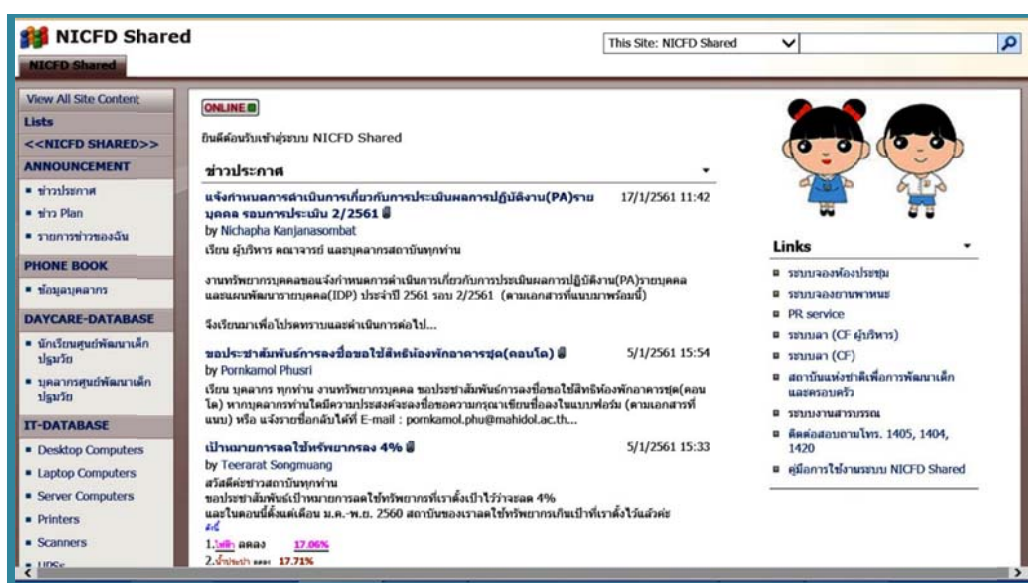 NICFD Shared
This Site: NICFD Shared
NICFD Shared
View All Site Content
Lists
<<NICFD SHARED>>
ANNOUNCEMENT
ข่าวประกาศ
ข่าว Plan
รายการข่าวของฉัน
PHONE BOOK
ข้อมูลบุคลากร
DAYCARE-DATABASE
นักเรียนศูนย์พัฒนาเด็ก
ปฐมวัย
บุคลากรศูนย์พัฒนาเด็ก
ปฐมวัย
IT-DATABASE
Desktop Computers
Laptop Computers
Server Computers
Printers
Scanners
UPSs
ONLINE
ยินดีต้อนรับเข้าสู่ระบบ NICFD Shared
ข่าวประกาศ
แจ้งกำหนดการดำเนินการเกี่ยวกับการประเมินผลการปฏิบัติงาน(PA)ราย 17/1/2561 11:42
บุคคล รอบการประเมิน 2/2561
by Nichapha Kanjanasombat
เรียน ผู้บริหาร คณาจารย์ และบุคลากรสถาบันทุกท่าน
งานทรัพยากรบุคคลขอแจ้งกำหนดการดำเนินการเกี่ยวกับการประเมินผลการปฏิบัติงาน(PA)รายบุคคล
และแผนพัฒนารายบุคคล(IDP) ประจำปี 2561 รอบ 2/2561 (ตามเอกสารที่แนบมาพร้อมนี้)
จึงเรียนมาเพื่อโปรดทราบและดำเนินการต่อไป...
ขอประชาสัมพันธ์การลงชื่อขอใช้สิทธิห้องพักอาคารชุด(คอนโด) 5/1/2561 15:54
by Pornkamol Phusri
เรียน บุคลากร ทุกท่าน งานทรัพยากรบุคคล ขอประชาสัมพันธ์การลงชื่อขอใช้สิทธิห้องพักอาคารชุด(คอน
โด) หากบุคลากรท่านใดมีความประสงค์จะลงชื่อขอความกรุณาเขียนชื่อลงในแบบฟอร์ม (ตามเอกสารที่
แนบ) หรือ แจ้งรายชื่อกลับได้ที่ E-mail : pornkamol.phu@mahidol.ac.th...
เป้าหมายการลดใช้ทรัพยากรลง 4% 5/1/2561 15:33
by Teerarat Songmuang
สวัสดีค่ะชาวสถาบันทุกท่าน
ขอประชาสัมพันธ์เป้าหมายการลดใช้ทรัพยากรที่เราตั้งเป้าไว้ว่าจะลด 4%
และในตอนนี้ตั้งแต่เดือน ม.ค.-พ.ย. 2560 สถาบันของเราลดใช้ทรัพยากรเกินเป้าที่เราตั้งไว้แล้วค่ะ
ดังนี้
1.ไฟฟ้า ลดลง 17.06%
2.น้ำประปา ลดลง 17.71%
Links
ระบบจองห้องประชุม
ระบบจองยานพาหนะ
PR service
ระบบลา (CF ผู้บริหาร)
ระบบลา (CF)
สถาบันแห่งชาติเพื่อการพัฒนาเด็ก
และครอบครัว
ระบบงานสารบรรณ
ติดต่อสอบถามโทร. 1405, 1404,
1420
คู่มือการใช้งานระบบ NICFD Shared